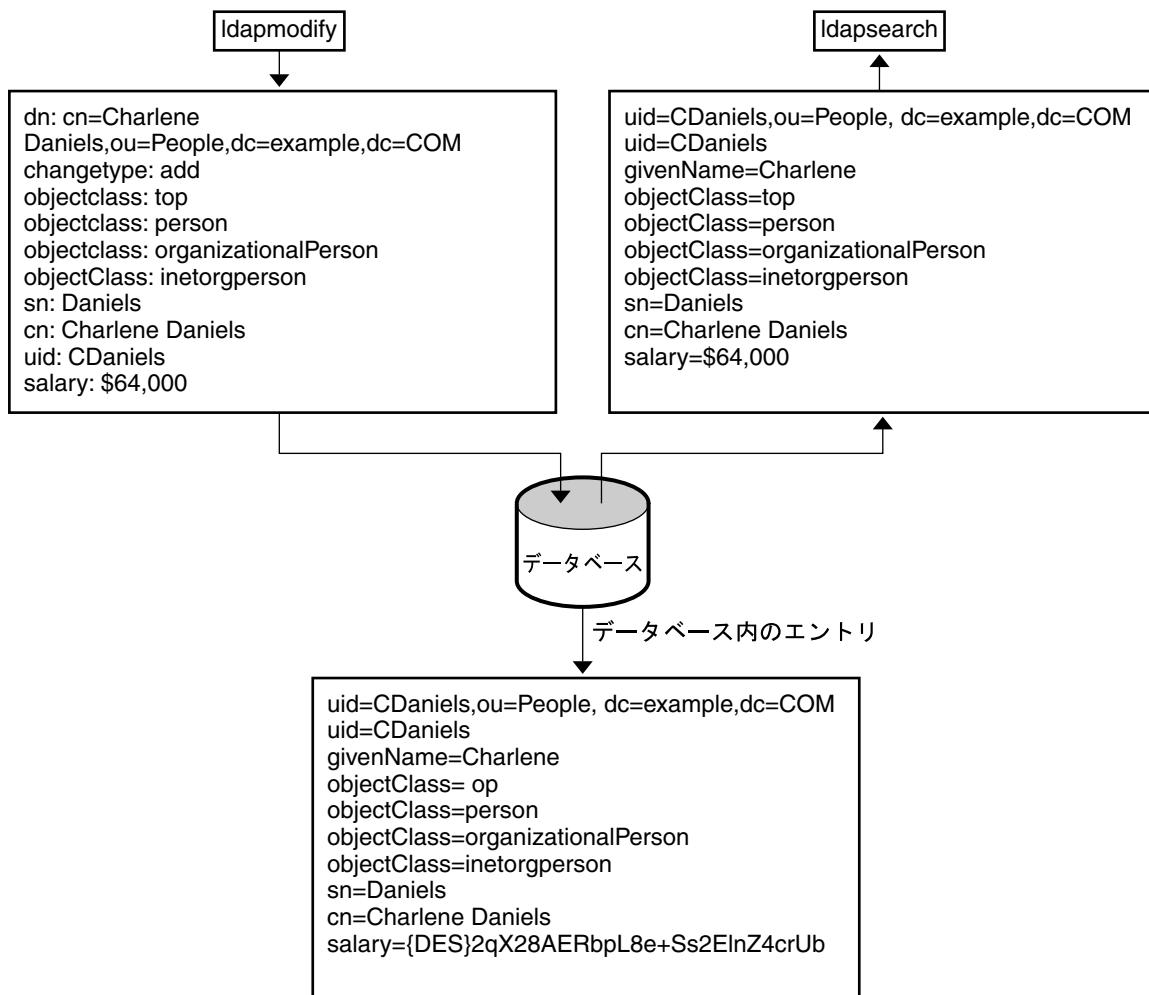 ldapmodify
dn: cn=Charlene
Daniels,ou=People,dc=example,dc=COM
changetype: add
objectclass: top
objectclass: person
objectclass: organizationalPerson
objectClass: inetorgperson
sn: Daniels
cn: Charlene Daniels
uid: CDaniels
salary: $64,000
ldapsearch
uid=CDaniels,ou=People, dc=example,dc=COM
uid=CDaniels
givenName=Charlene
objectClass=top
objectClass=person
objectClass=organizationalPerson
objectClass=inetorgperson
sn=Daniels
cn=Charlene Daniels
salary=$64,000
データベース
データベース内のエントリ
uid=CDaniels,ou=People, dc=example,dc=COM
uid=CDaniels
givenName=Charlene
objectClass= op
objectClass=person
objectClass=organizationalPerson
objectClass=inetorgperson
sn=Daniels
cn=Charlene Daniels
salary={DES}2qX28AERbpL8e+Ss2ElnZ4crUb